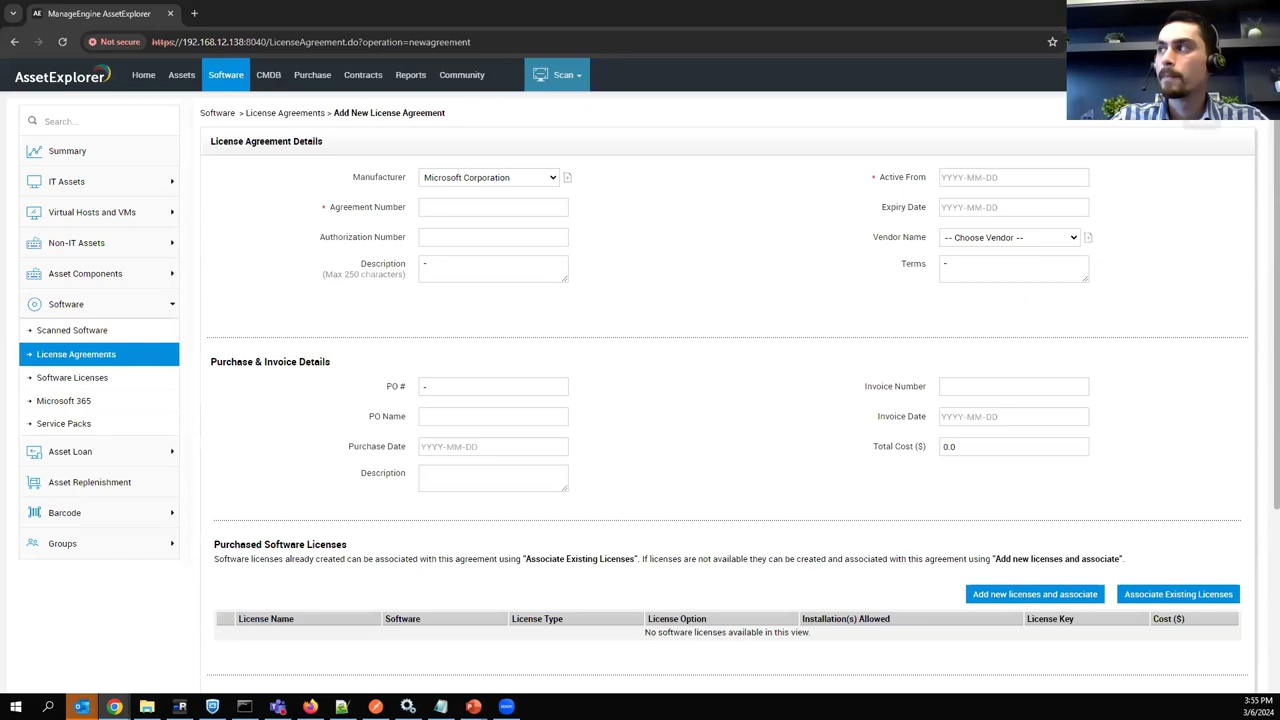 AE ManageEngine AssetExplorer
Not secure https://192.168.12.138:8040/LicenseAgreement.do?operation=newagreement
AssetExplorer Home Assets Software CMDB Purchase Contracts Reports Community Scan
Search...
Summary
IT Assets
Virtual Hosts and VMs
Non-IT Assets
Asset Components
Software
Scanned Software
License Agreements
Software Licenses
Microsoft 365
Service Packs
Asset Loan
Asset Replenishment
Barcode
Groups
Software > License Agreements > Add New License Agreement
License Agreement Details
Manufacturer Microsoft Corporation * Active From YYYY-MM-DD
* Agreement Number Expiry Date YYYY-MM-DD
Authorization Number Vendor Name -- Choose Vendor --
Description - Terms -
(Max 250 characters)
Purchase & Invoice Details
PO # - Invoice Number
PO Name Invoice Date YYYY-MM-DD
Purchase Date YYYY-MM-DD Total Cost ($) 0.0
Description
Purchased Software Licenses
Software licenses already created can be associated with this agreement using "Associate Existing Licenses". If licenses are not available they can be created and associated with this agreement using "Add new licenses and associate".
Add new licenses and associate Associate Existing Licenses
License Name Software License Type License Option Installation(s) Allowed License Key Cost ($)
No software licenses available in this view.
3:55 PM
3/6/2024